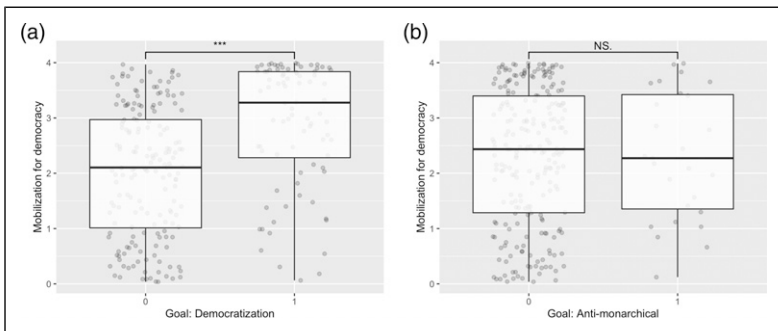 (a)
***
Mobilization for democracy
4
3
2
1
0
0
1
Goal: Democratization
(b)
NS.
Mobilization for democracy
4
3
2
1
0
0
1
Goal: Anti-monarchical